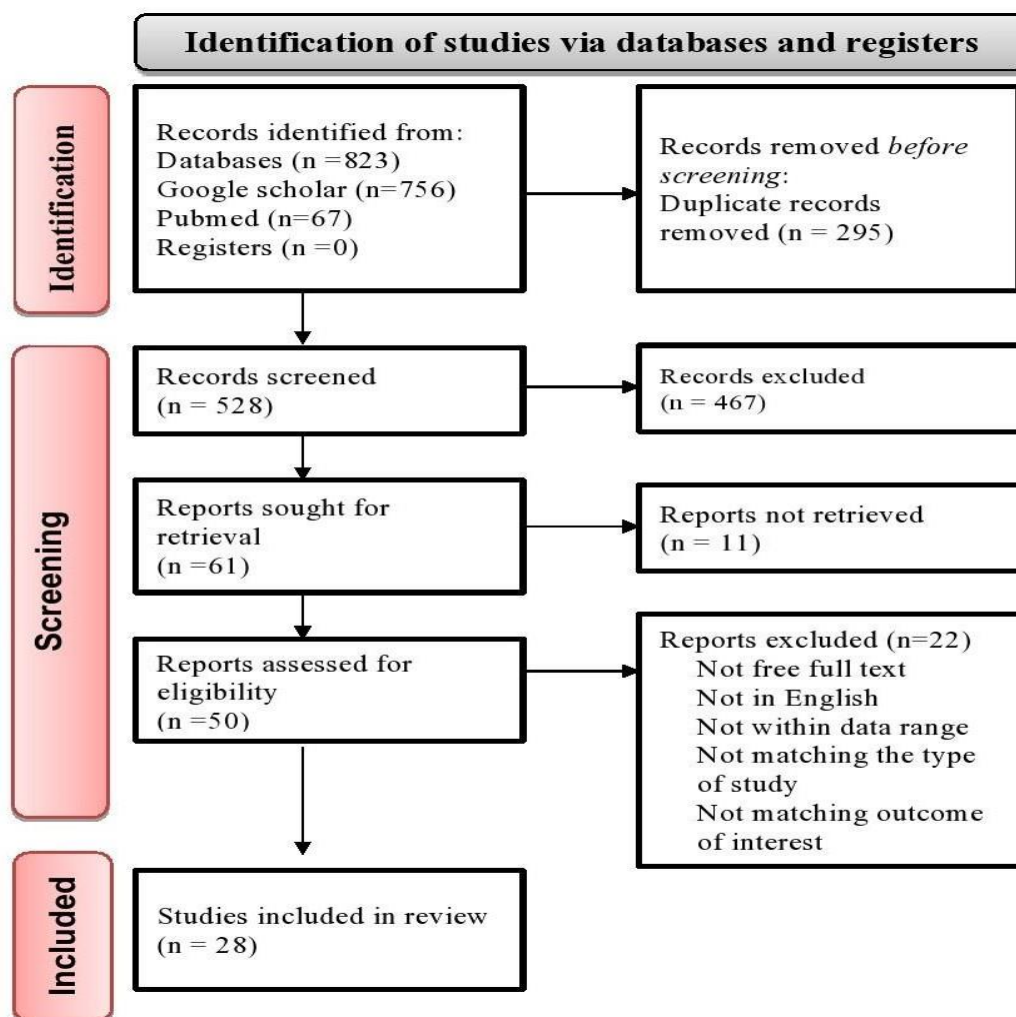 Identification of studies via databases and registers
Identification
Records identified from:
Databases (n =823)
Google scholar (n=756)
Pubmed (n=67)
Registers (n =0)
Records removed before
screening:
Duplicate records
removed (n = 295)
Screening
Records screened
(n = 528)
Records excluded
(n = 467)
Reports sought for
retrieval
(n =61)
Reports not retrieved
(n = 11)
Reports assessed for
eligibility
(n =50)
Reports excluded (n=22)
Not free full text
Not in English
Not within data range
Not matching the type
of study
Not matching outcome
of interest
Included
Studies included in review
(n = 28)